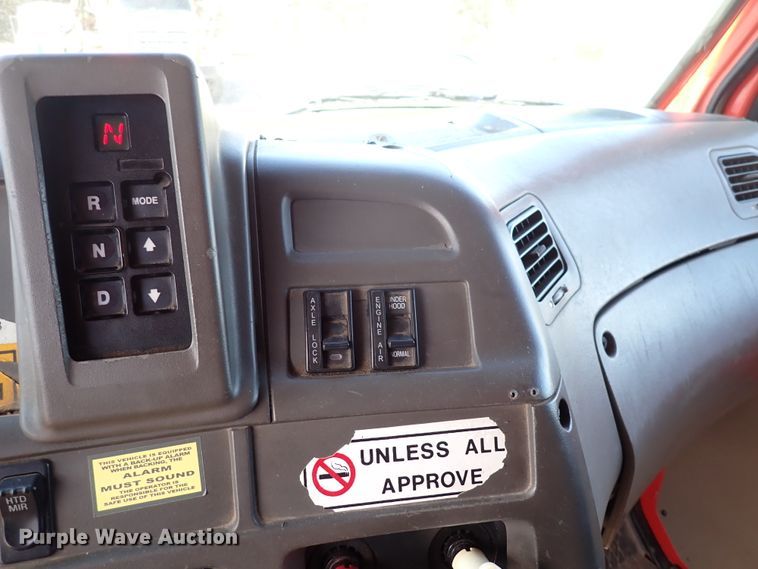 N
R
MODE
N
D
AXLE LOCK
ENGINE AIR
UNDER
HOOD
NORMAL
THIS VEHICLE IS EQUIPPED
WITH A BACK-UP ALARM
WHEN BACKING, THE
ALARM
MUST SOUND
THE OPERATOR IS
RESPONSIBLE FOR THE
SAFE USE OF THIS VEHICLE
UNLESS ALL
APPROVE
HTD
MIR
Purple Wave Auction